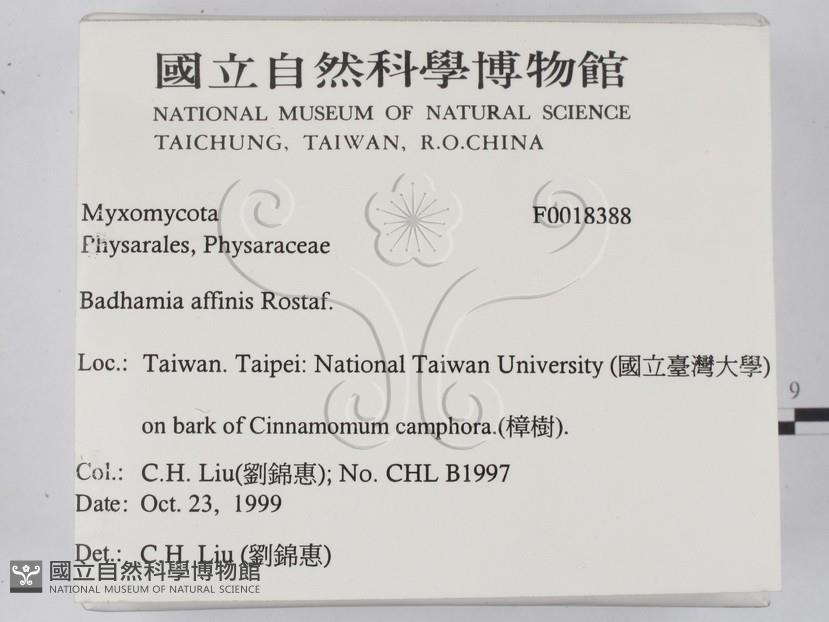 國立自然科學博物館
NATIONAL MUSEUM OF NATURAL SCIENCE
TAICHUNG, TAIWAN, R.O.CHINA
Myxomycota F0018388
Physarales, Physaraceae
Badhamia affinis Rostaf.
Loc.: Taiwan. Taipei: National Taiwan University (國立臺灣大學)
on bark of Cinnamomum camphora.(樟樹).
Col.: C.H. Liu(劉錦惠); No. CHL B1997
Date: Oct. 23, 1999
Det.: C.H. Liu (劉錦惠)
9
國立自然科學博物館
NATIONAL MUSEUM OF NATURAL SCIENCE